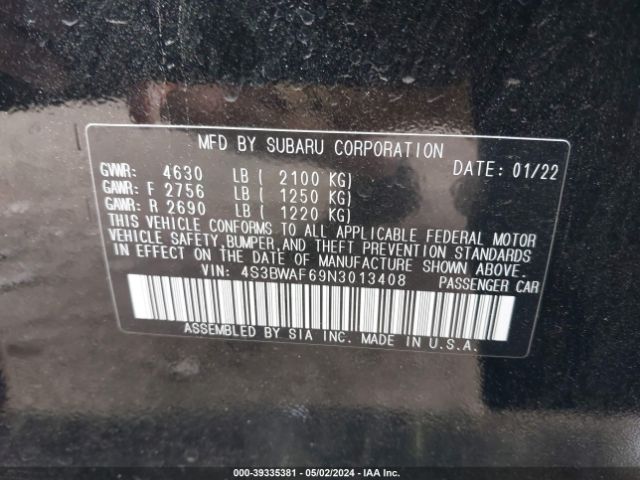 MFD BY SUBARU CORPORATION
GVWR: 4630 LB ( 2100 KG) DATE: 01/22
GAWR: F 2756 LB ( 1250 KG)
GAWR: R 2690 LB ( 1220 KG)
THIS VEHICLE CONFORMS TO ALL APPLICABLE FEDERAL MOTOR
VEHICLE SAFETY, BUMPER, AND THEFT PREVENTION STANDARDS
IN EFFECT ON THE DATE OF MANUFACTURE SHOWN ABOVE.
VIN: 4S3BWAF69N3013408 PASSENGER CAR
ASSEMBLED BY SIA INC. MADE IN U.S.A.
000-39335381 - 05/02/2024 - IAA Inc.